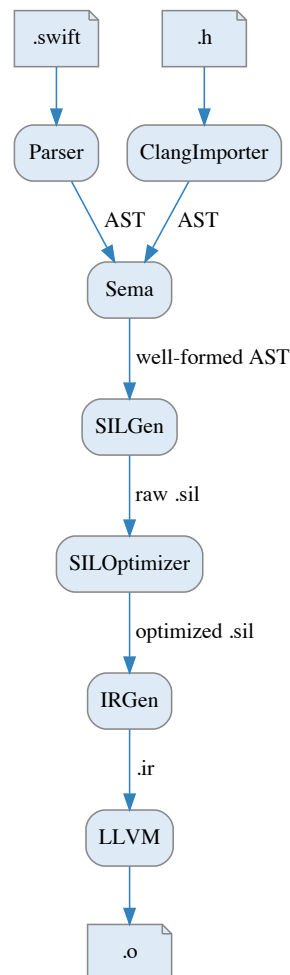 .swift
.h
Parser
ClangImporter
AST
AST
Sema
well-formed AST
SILGen
raw .sil
SILOptimizer
optimized .sil
IRGen
.ir
LLVM
.o